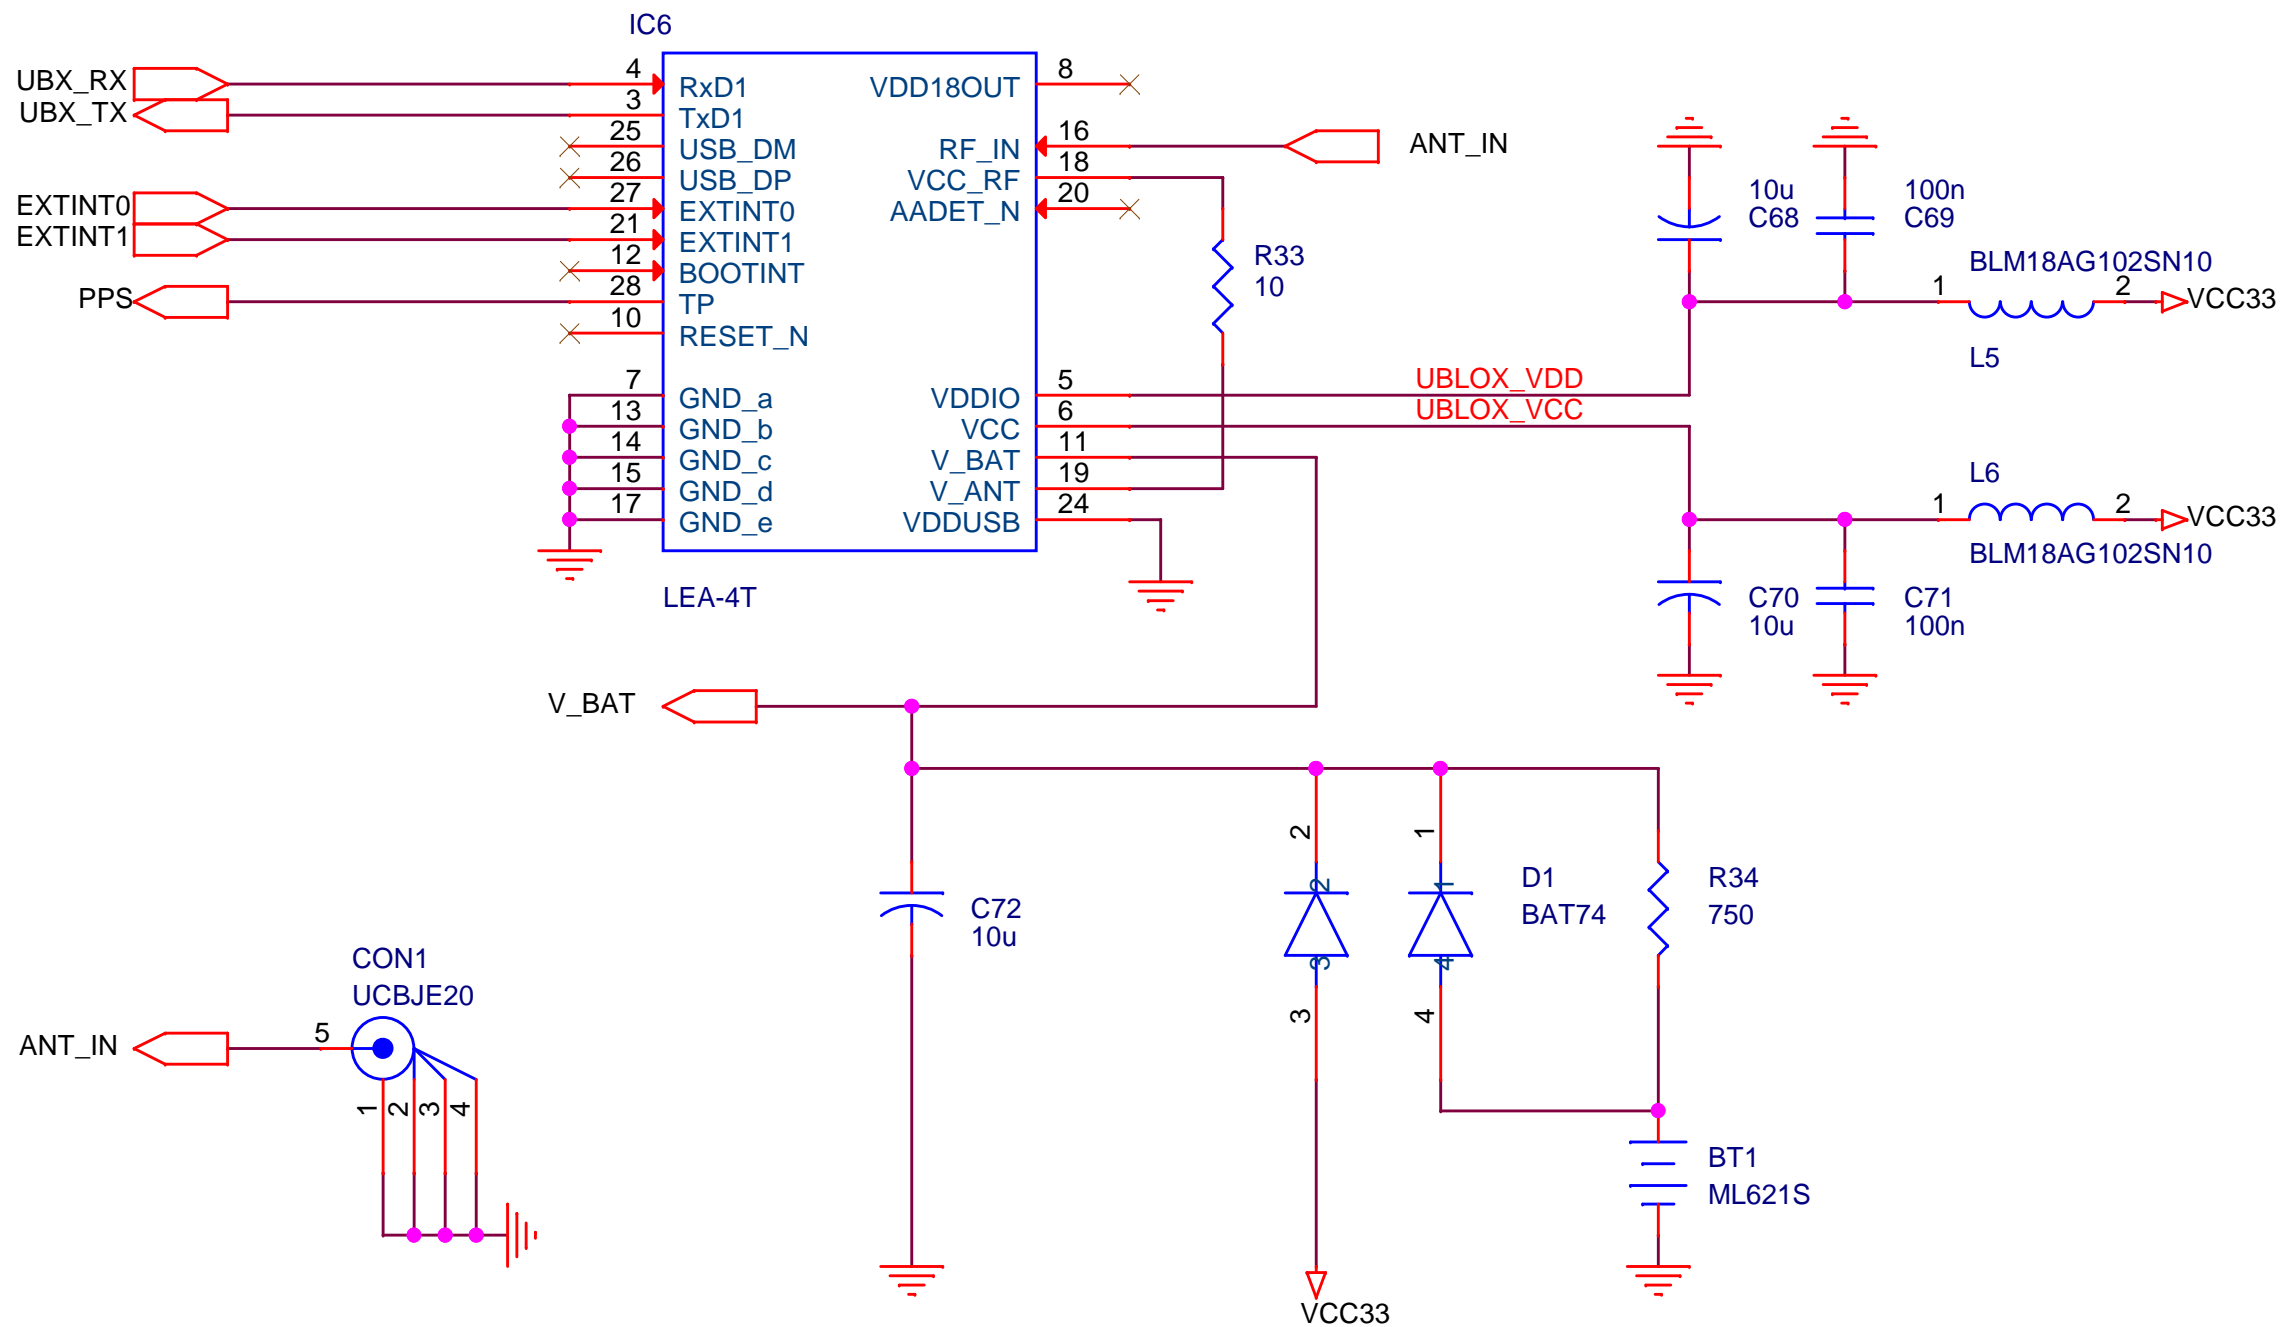 IC6
UBX_RX
4
RxD1
VDD18OUT
8
UBX_TX
3
TxD1
25
USB_DM
RF_IN
16
ANT_IN
26
USB_DP
VCC_RF
18
EXTINT0
27
EXTINT0
AADET_N
20
EXTINT1
21
EXTINT1
12
BOOTINT
PPS
28
TP
10
RESET_N
R33
10
10u
C68
100n
C69
BLM18AG102SN10
1
2
VCC33
L5
7
GND_a
VDDIO
5
UBLOX_VDD
13
GND_b
VCC
6
UBLOX_VCC
14
GND_c
V_BAT
11
15
GND_d
V_ANT
19
17
GND_e
VDDUSB
24
LEA-4T
L6
1
2
VCC33
BLM18AG102SN10
C70
10u
C71
100n
V_BAT
C72
10u
2
2
3
3
VCC33
1
1
4
4
D1
BAT74
R34
750
BT1
ML621S
CON1
UCBJE20
ANT_IN
5
1
2
3
4